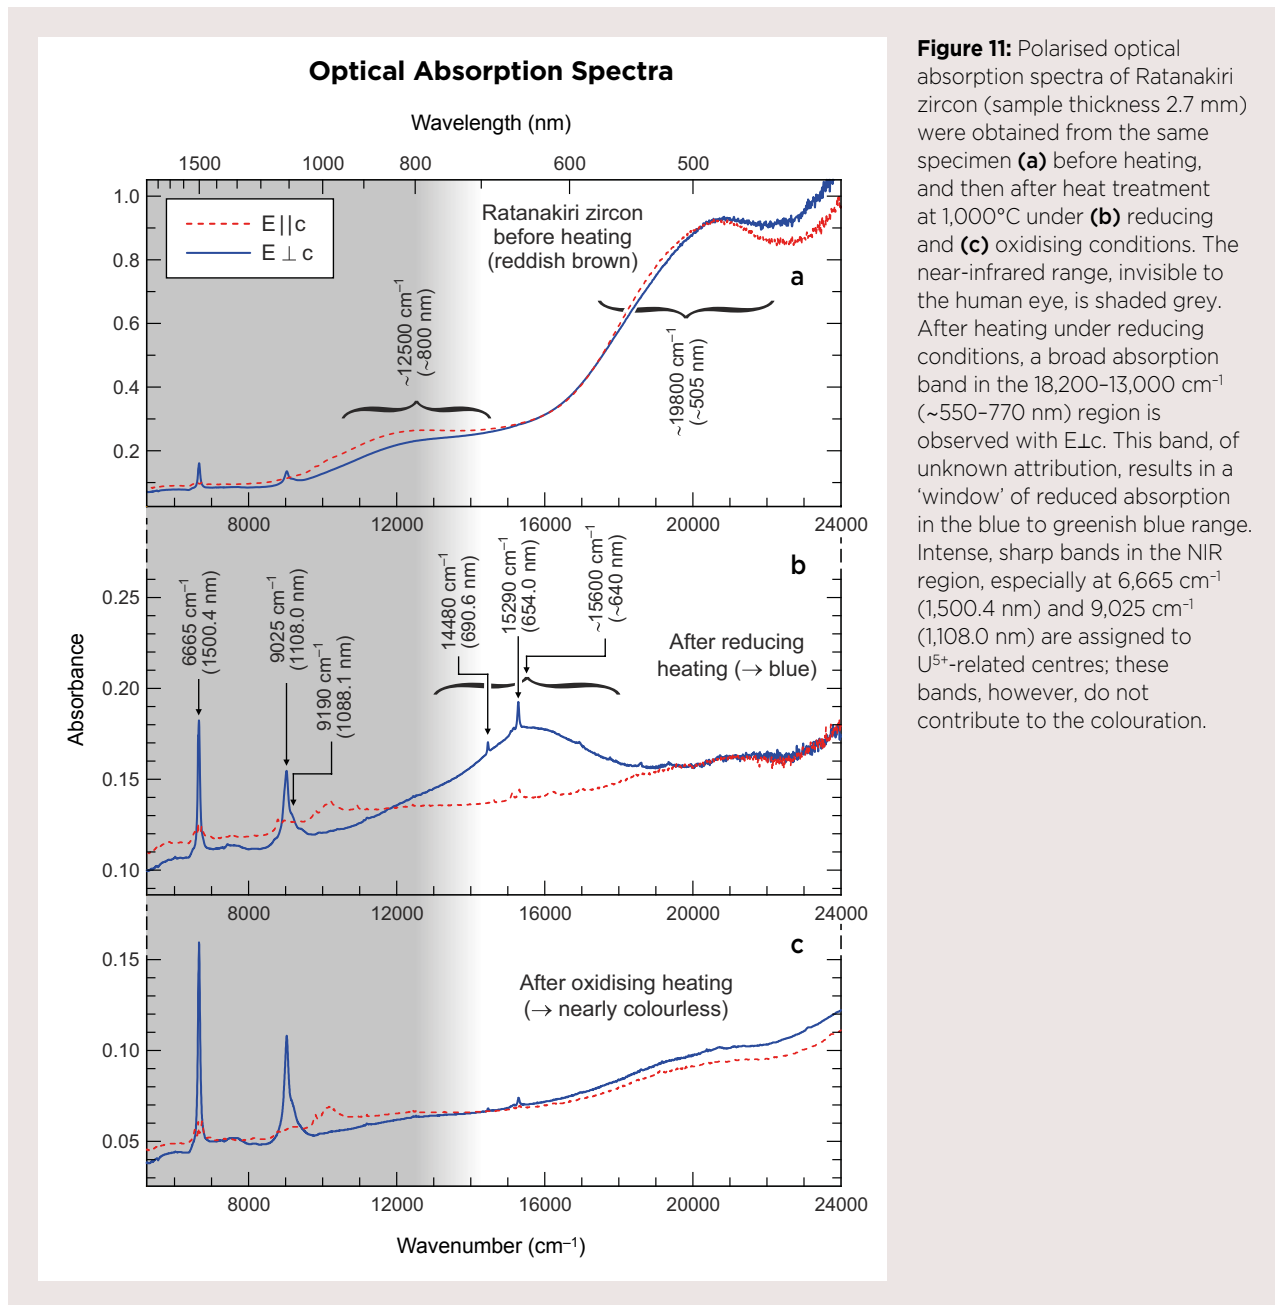 Optical Absorption Spectra
Wavelength (nm)
1500 1000 800 600 500
1.0
0.8
0.6
0.4
0.2
E||c
E ⊥ c
Ratanakiri zircon
before heating
(reddish brown)
a
~12500 cm⁻¹
(~800 nm)
~19800 cm⁻¹
(~505 nm)
8000 12000 16000 20000 24000
b
0.25
0.20
0.15
0.10
Absorbance
6665 cm⁻¹
(1500.4 nm)
9025 cm⁻¹
(1108.0 nm)
9190 cm⁻¹
(1088.1 nm)
14480 cm⁻¹
(690.6 nm)
15290 cm⁻¹
(654.0 nm)
~15600 cm⁻¹
(~640 nm)
After reducing
heating (→ blue)
8000 12000 16000 20000 24000
c
0.15
0.10
0.05
After oxidising heating
(→ nearly colourless)
8000 12000 16000 20000 24000
Wavenumber (cm⁻¹)
Figure 11: Polarised optical
absorption spectra of Ratanakiri
zircon (sample thickness 2.7 mm)
were obtained from the same
specimen (a) before heating,
and then after heat treatment
at 1,000°C under (b) reducing
and (c) oxidising conditions. The
near-infrared range, invisible to
the human eye, is shaded grey.
After heating under reducing
conditions, a broad absorption
band in the 18,200–13,000 cm⁻¹
(~550–770 nm) region is
observed with E⊥c. This band, of
unknown attribution, results in a
‘window’ of reduced absorption
in the blue to greenish blue range.
Intense, sharp bands in the NIR
region, especially at 6,665 cm⁻¹
(1,500.4 nm) and 9,025 cm⁻¹
(1,108.0 nm) are assigned to
U⁵⁺-related centres; these
bands, however, do not
contribute to the colouration.